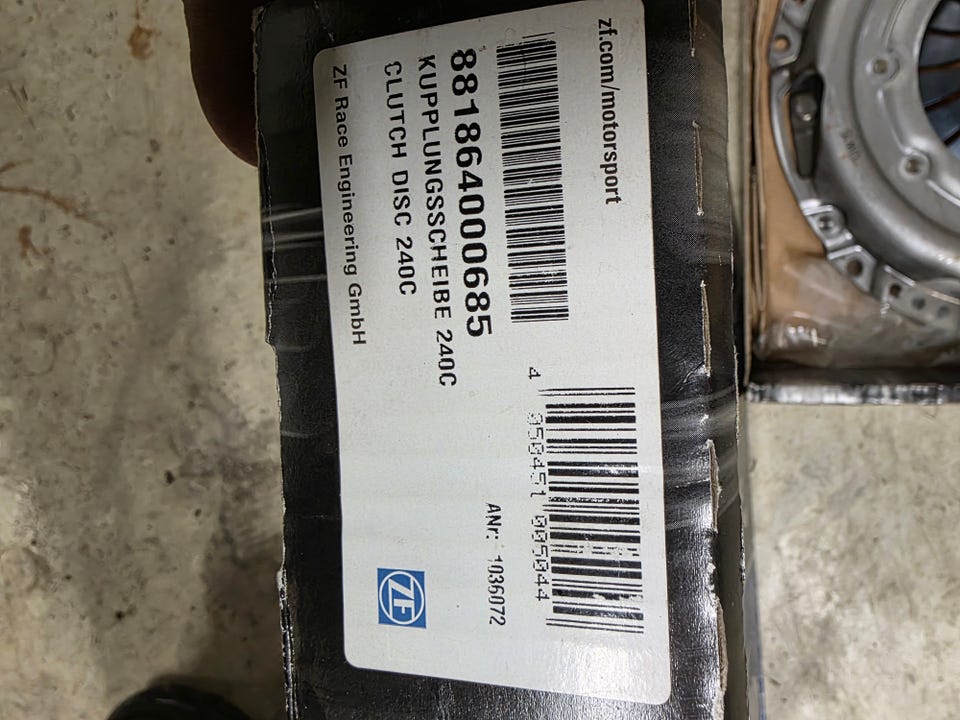 zf.com/motorsport
881864000685
KUPPLUNGSSCHEIBE 240C
CLUTCH DISC 240C
ZF Race Engineering GmbH
4 050451 005044
ANr: 1036072
ZF